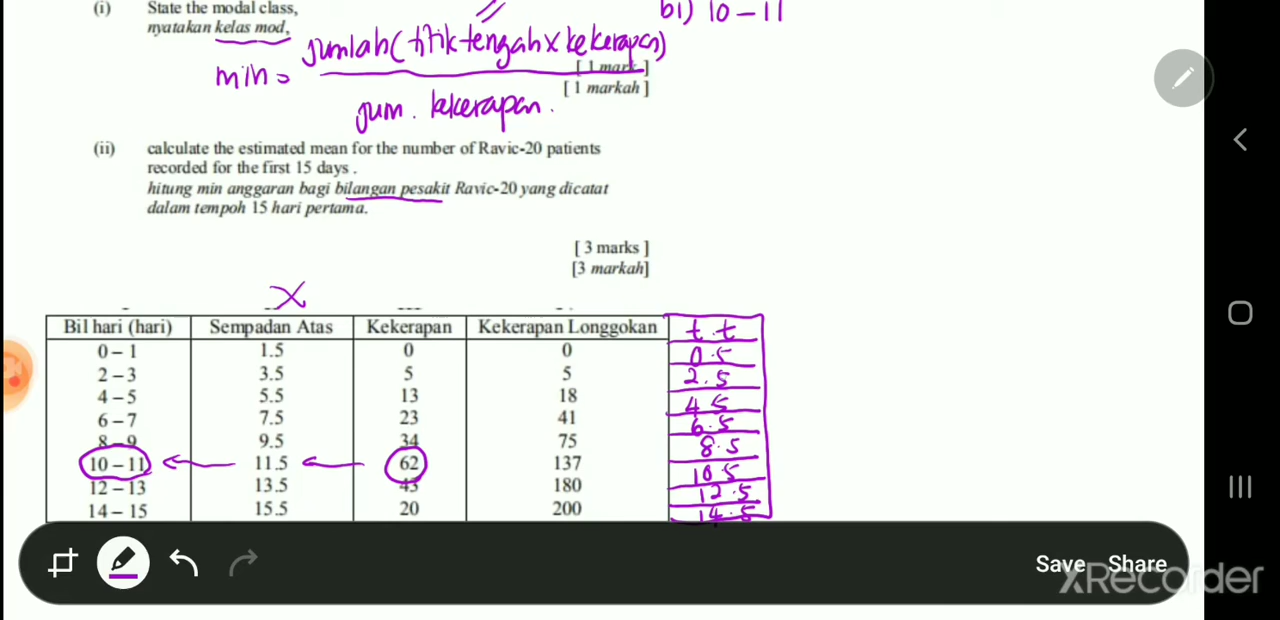 (i) State the modal class, b1) 10 – 11
nyatakan kelas mod,
min = jumlah (titik tengah x kekerapan)
jum. kekerapan.
[ 1 mark ]
[ 1 markah ]
(ii) calculate the estimated mean for the number of Ravic-20 patients
recorded for the first 15 days .
hitung min anggaran bagi bilangan pesakit Ravic-20 yang dicatat
dalam tempoh 15 hari pertama.
[ 3 marks ]
[3 markah]
X
Bil hari (hari) Sempadan Atas Kekerapan Kekerapan Longgokan t.t
0 – 1 1.5 0 0 0.5
2 – 3 3.5 5 5 2.5
4 – 5 5.5 13 18 4.5
6 – 7 7.5 23 41 6.5
8 – 9 9.5 34 75 8.5
10 – 11 11.5 62 137 10.5
12 – 13 13.5 43 180 12.5
14 – 15 15.5 20 200 14.5
Save Share
XRecorder